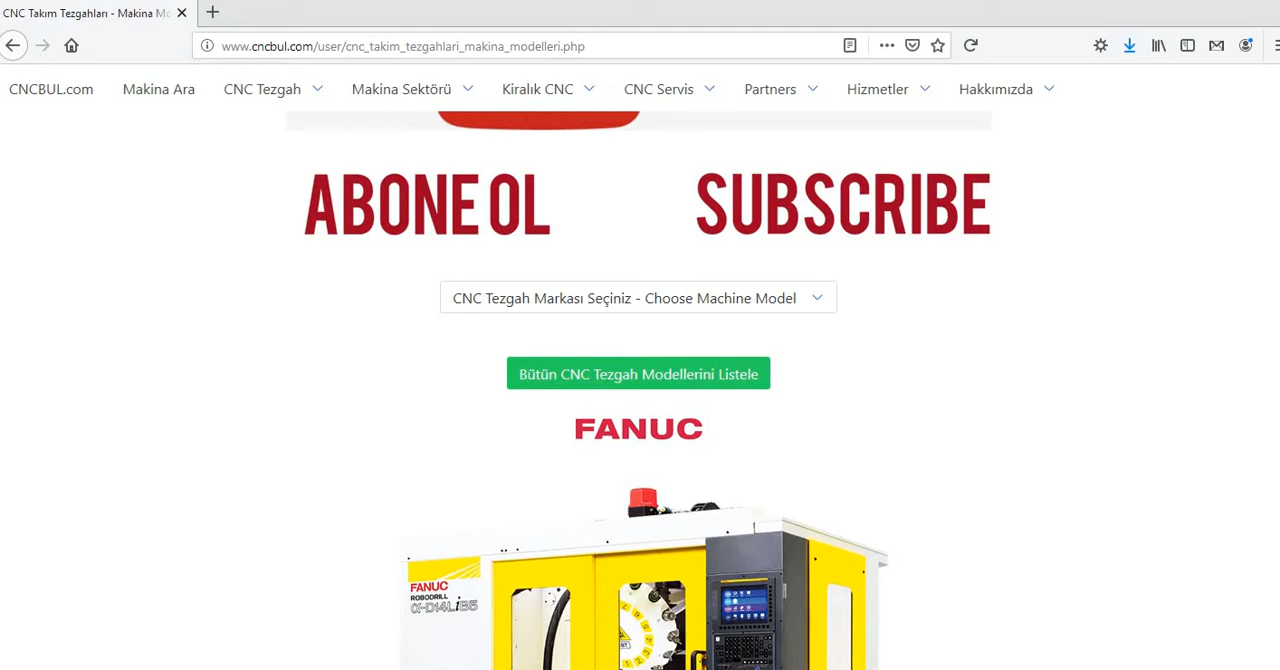 CNC Takım Tezgahları - Makina Mo
www.cncbul.com/user/cnc_takim_tezgahlari_makina_modelleri.php
CNCBUL.com Makina Ara CNC Tezgah Makina Sektörü Kiralık CNC CNC Servis Partners Hizmetler Hakkımızda
ABONE OL SUBSCRIBE
CNC Tezgah Markası Seçiniz - Choose Machine Model
Bütün CNC Tezgah Modellerini Listele
FANUC
FANUC
ROBODRILL
α-D14LiB5